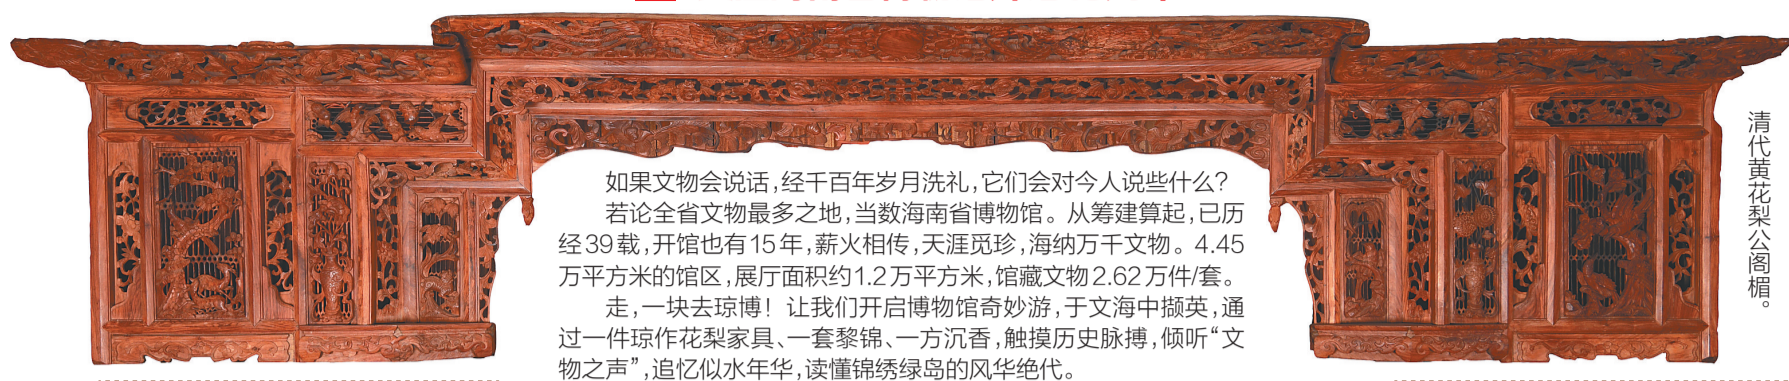 如果文物会说话,经千百年岁月洗礼,它们会对今人说些什么?
若论全省文物最多之地,当数海南省博物馆。从筹建算起,已历
经39载,开馆也有15年,薪火相传,天涯觅珍,海纳万千文物。4.45
万平方米的馆区,展厅面积约1.2万平方米,馆藏文物2.62万件/套。
走,一块去琼博!让我们开启博物馆奇妙游,于文海中撷英,通
过一件琼作花梨家具、一套黎锦、一方沉香,触摸历史脉搏,倾听“文
物之声”,追忆似水年华,读懂锦绣绿岛的风华绝代。
清代黄花梨公阁楣。